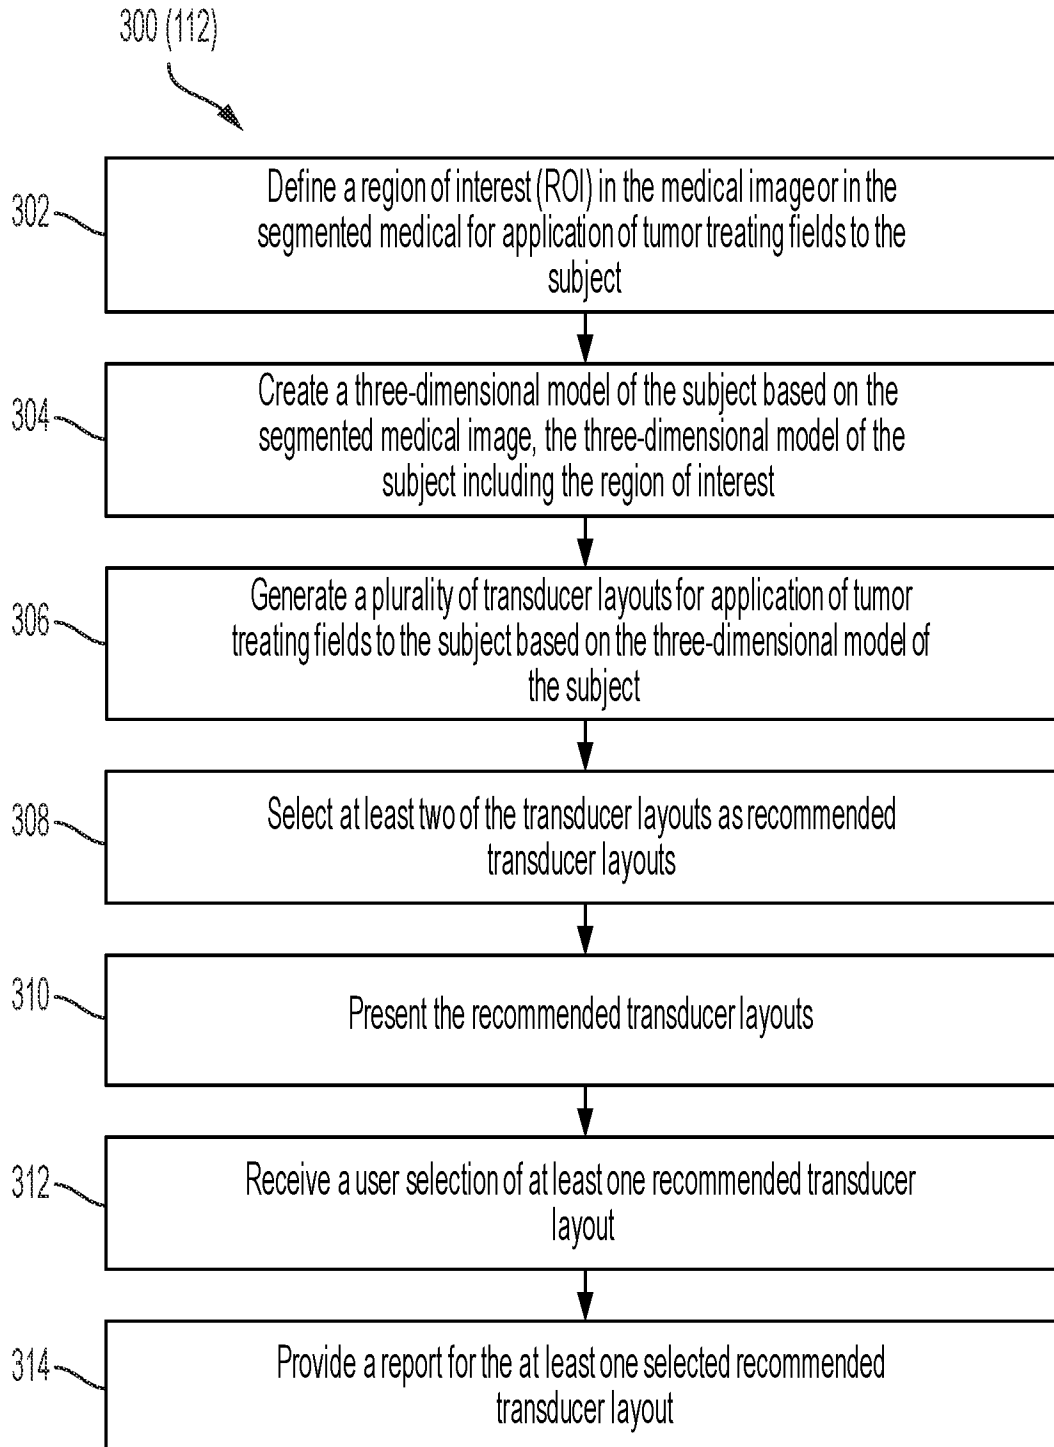 300 (112)
302
Define a region of interest (ROI) in the medical image or in the
segmented medical for application of tumor treating fields to the
subject
304
Create a three-dimensional model of the subject based on the
segmented medical image, the three-dimensional model of the
subject including the region of interest
306
Generate a plurality of transducer layouts for application of tumor
treating fields to the subject based on the three-dimensional model of
the subject
308
Select at least two of the transducer layouts as recommended
transducer layouts
310
Present the recommended transducer layouts
312
Receive a user selection of at least one recommended transducer
layout
314
Provide a report for the at least one selected recommended
transducer layout